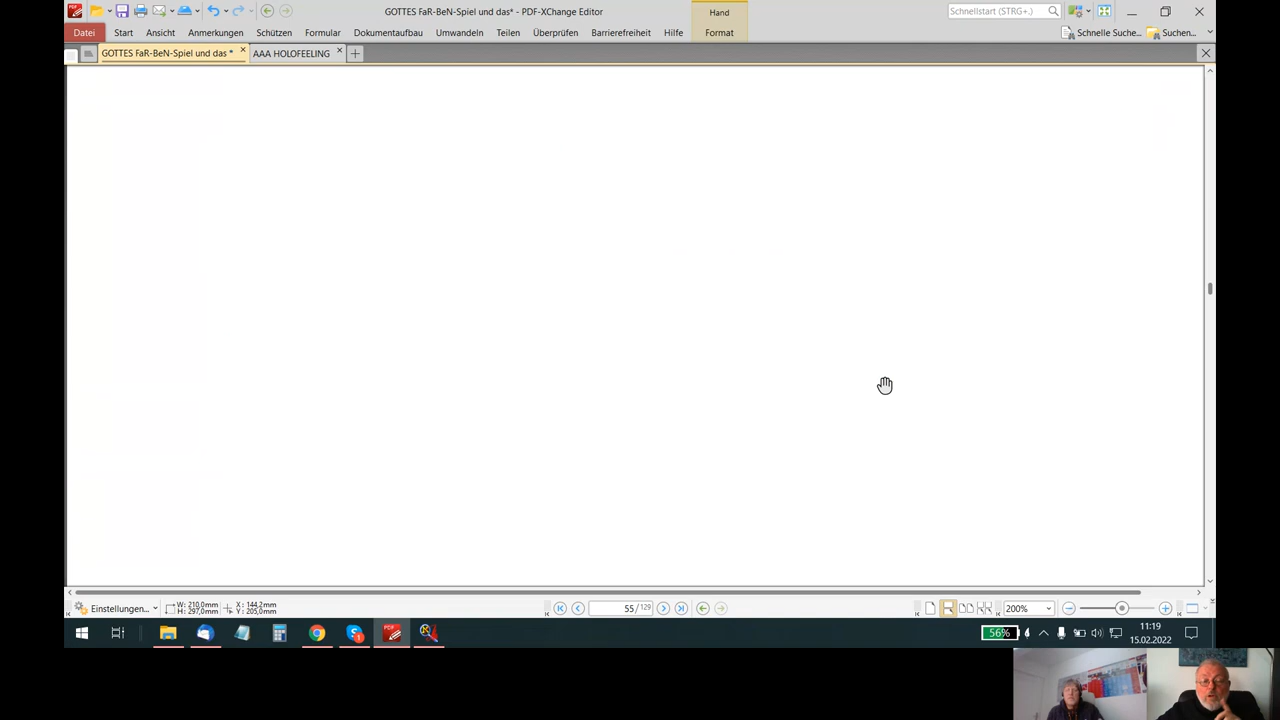 GOTTES FaR-BeN-Spiel und das* - PDF-XChange Editor
Hand
Schnellstart (STRG+.)
Datei Start Ansicht Anmerkungen Schützen Formular Dokumentaufbau Umwandeln Teilen Überprüfen Barrierefreiheit Hilfe Format
Schnelle Suche... Suchen...
GOTTES FaR-BeN-Spiel und das *
AAA HOLOFEELING
Einstellungen...
W: 210,0mm
H: 297,0mm
X: 144,2mm
Y: 205,0mm
55 / 129
200%
56%
11:19
15.02.2022